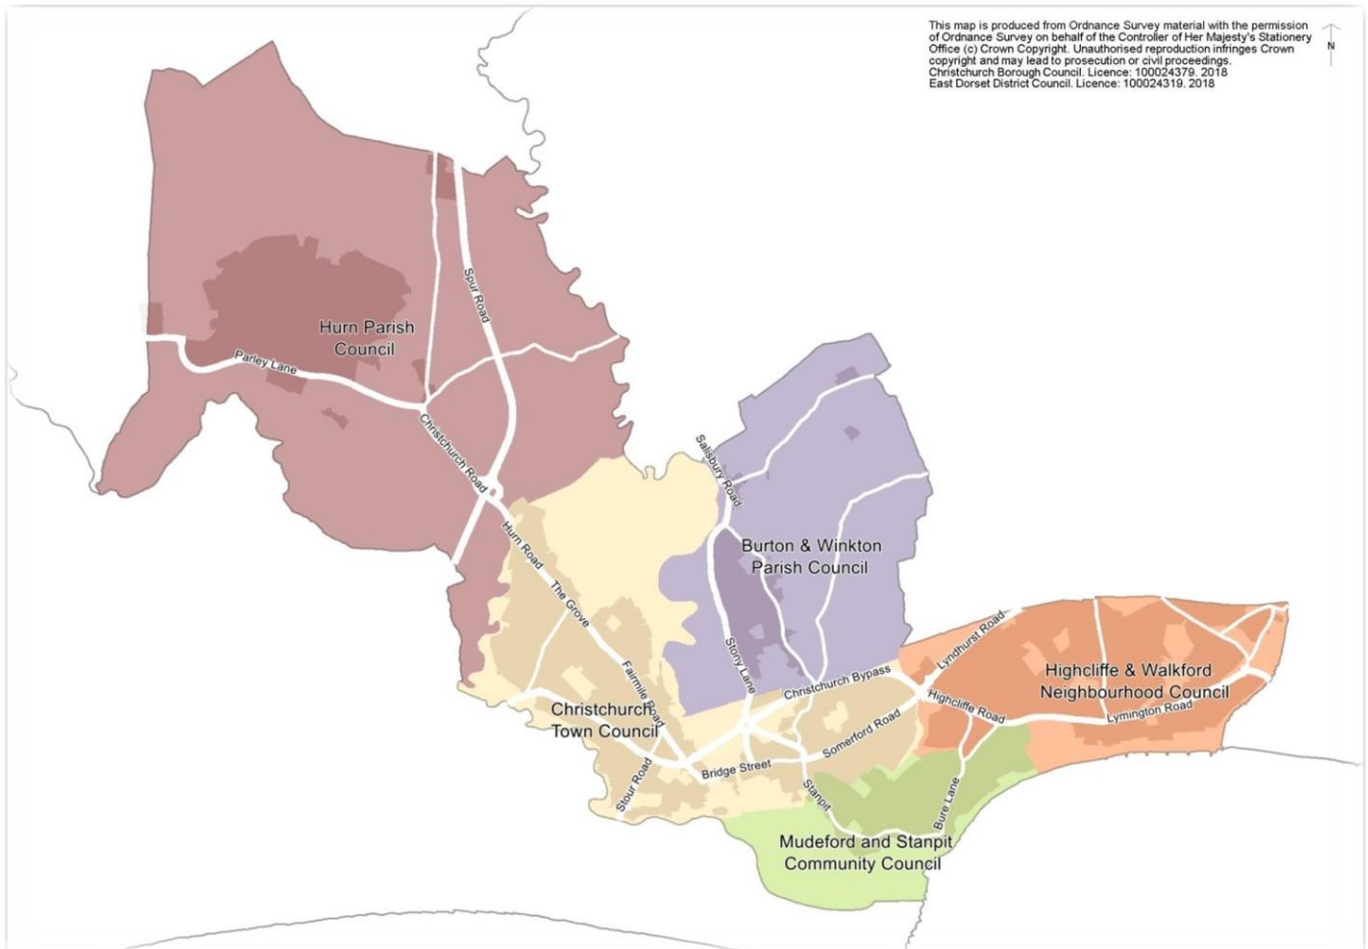 This map is produced from Ordnance Survey material with the permission
of Ordnance Survey on behalf of the Controller of Her Majesty's Stationery
Office (c) Crown Copyright. Unauthorised reproduction infringes Crown
copyright and may lead to prosecution or civil proceedings.
Christchurch Borough Council. Licence: 100024379. 2018
East Dorset District Council. Licence: 100024319. 2018
N
Spur Road
Hurn Parish
Council
Parley Lane
Christchurch Road
Salisbury Road
Hurn Road
Burton & Winkton
Parish Council
The Grove
Stony Lane
Lyndhurst Road
Fairmile Road
Christchurch Bypass
Highcliffe & Walkford
Neighbourhood Council
Highcliffe Road
Lymington Road
Christchurch
Town Council
Somerford Road
Bridge Street
Stour Road
Stanpit
Bure Lane
Mudeford and Stanpit
Community Council